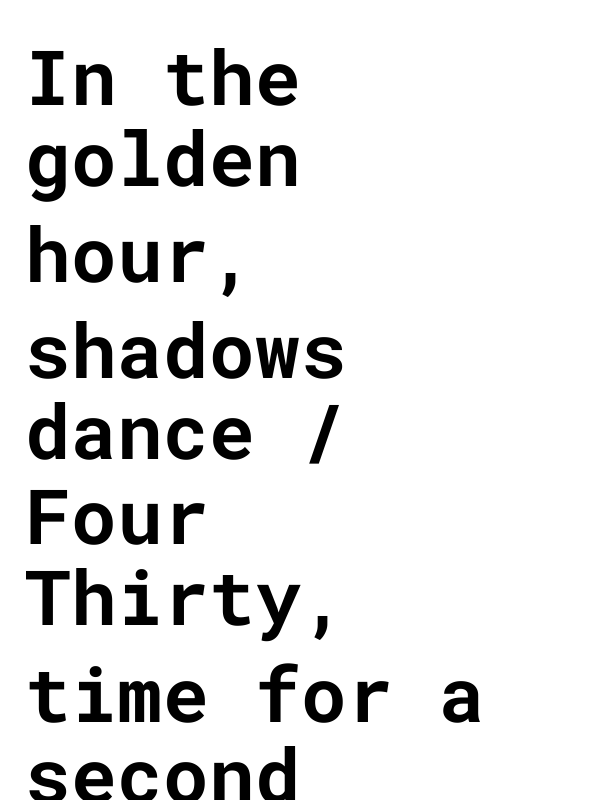 In the
golden
hour,
shadows
dance /
Four
Thirty,
time for a
second